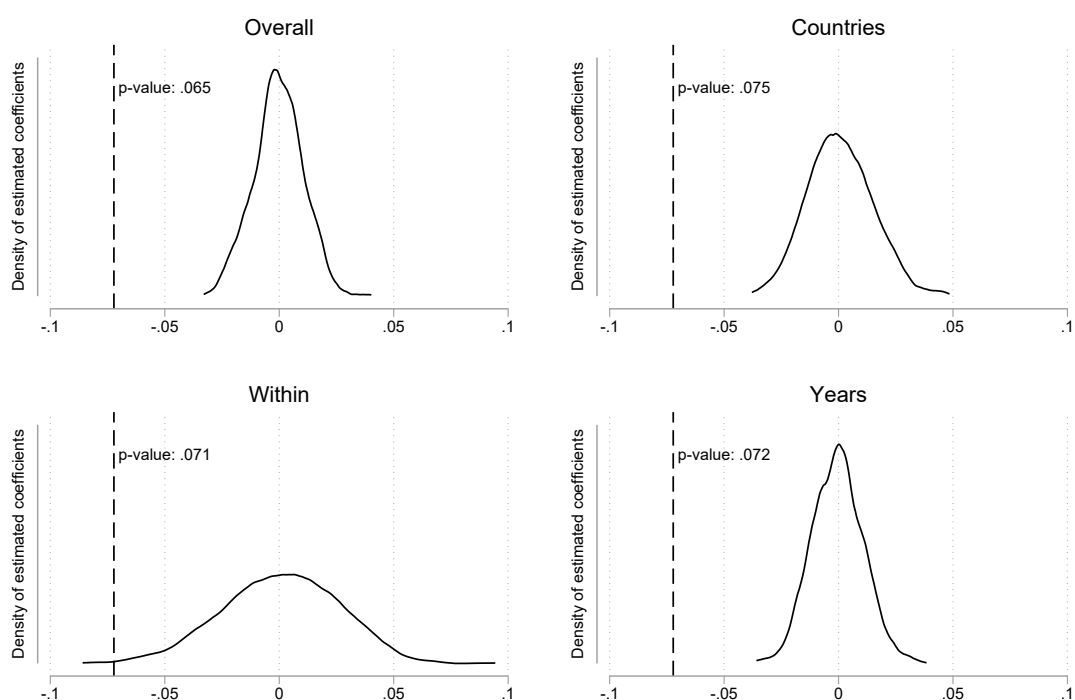 Overall
Density of estimated coefficients
p-value: .065
-.1 -.05 0 .05 .1
Countries
Density of estimated coefficients
p-value: .075
-.1 -.05 0 .05 .1
Within
Density of estimated coefficients
p-value: .071
-.1 -.05 0 .05 .1
Years
Density of estimated coefficients
p-value: .072
-.1 -.05 0 .05 .1